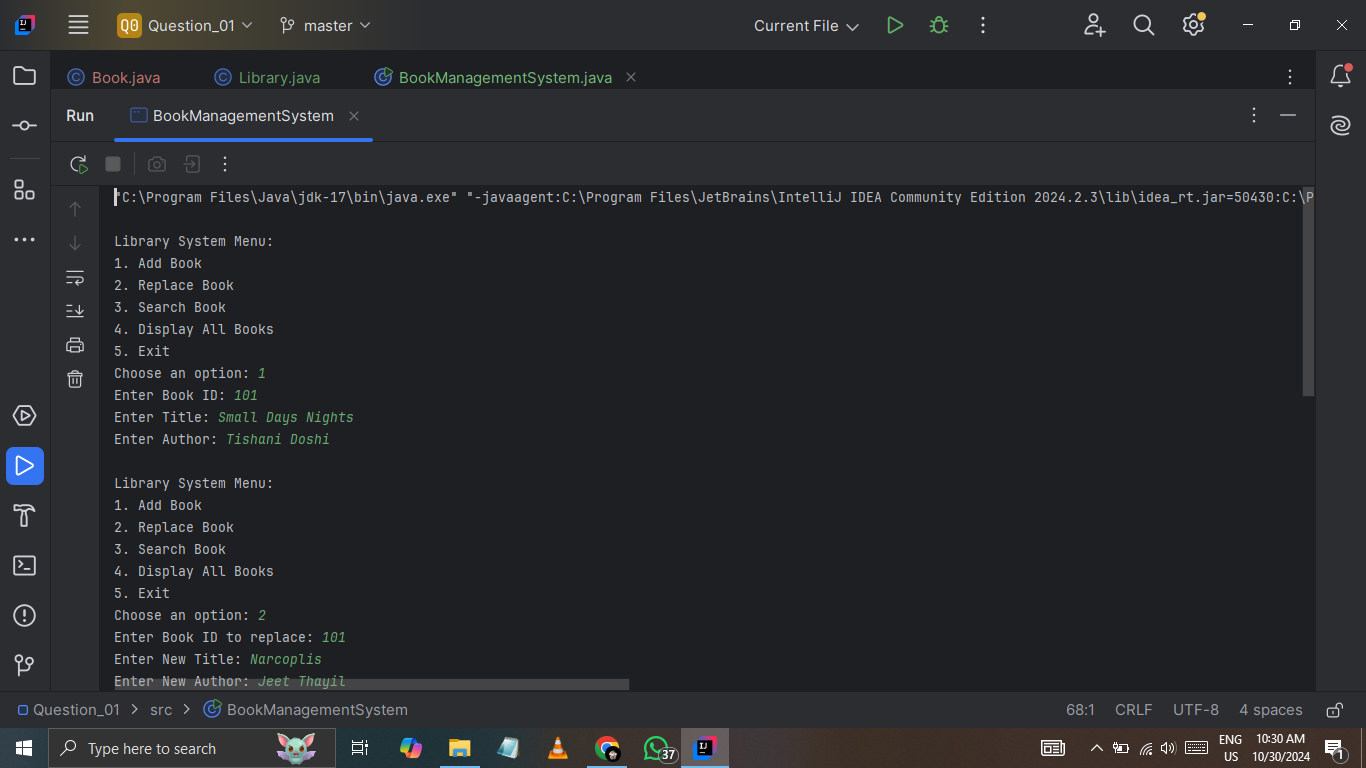 Q0 Question_01 master Current File
Book.java Library.java BookManagementSystem.java
Run BookManagementSystem
"C:\Program Files\Java\jdk-17\bin\java.exe" "-javaagent:C:\Program Files\JetBrains\IntelliJ IDEA Community Edition 2024.2.3\lib\idea_rt.jar=50430:C:\P
Library System Menu:
1. Add Book
2. Replace Book
3. Search Book
4. Display All Books
5. Exit
Choose an option: 1
Enter Book ID: 101
Enter Title: Small Days Nights
Enter Author: Tishani Doshi
Library System Menu:
1. Add Book
2. Replace Book
3. Search Book
4. Display All Books
5. Exit
Choose an option: 2
Enter Book ID to replace: 101
Enter New Title: Narcoplis
Enter New Author: Jeet Thayil
Question_01 > src > BookManagementSystem 68:1 CRLF UTF-8 4 spaces
Type here to search 37 ENG US 10:30 AM 10/30/2024 1